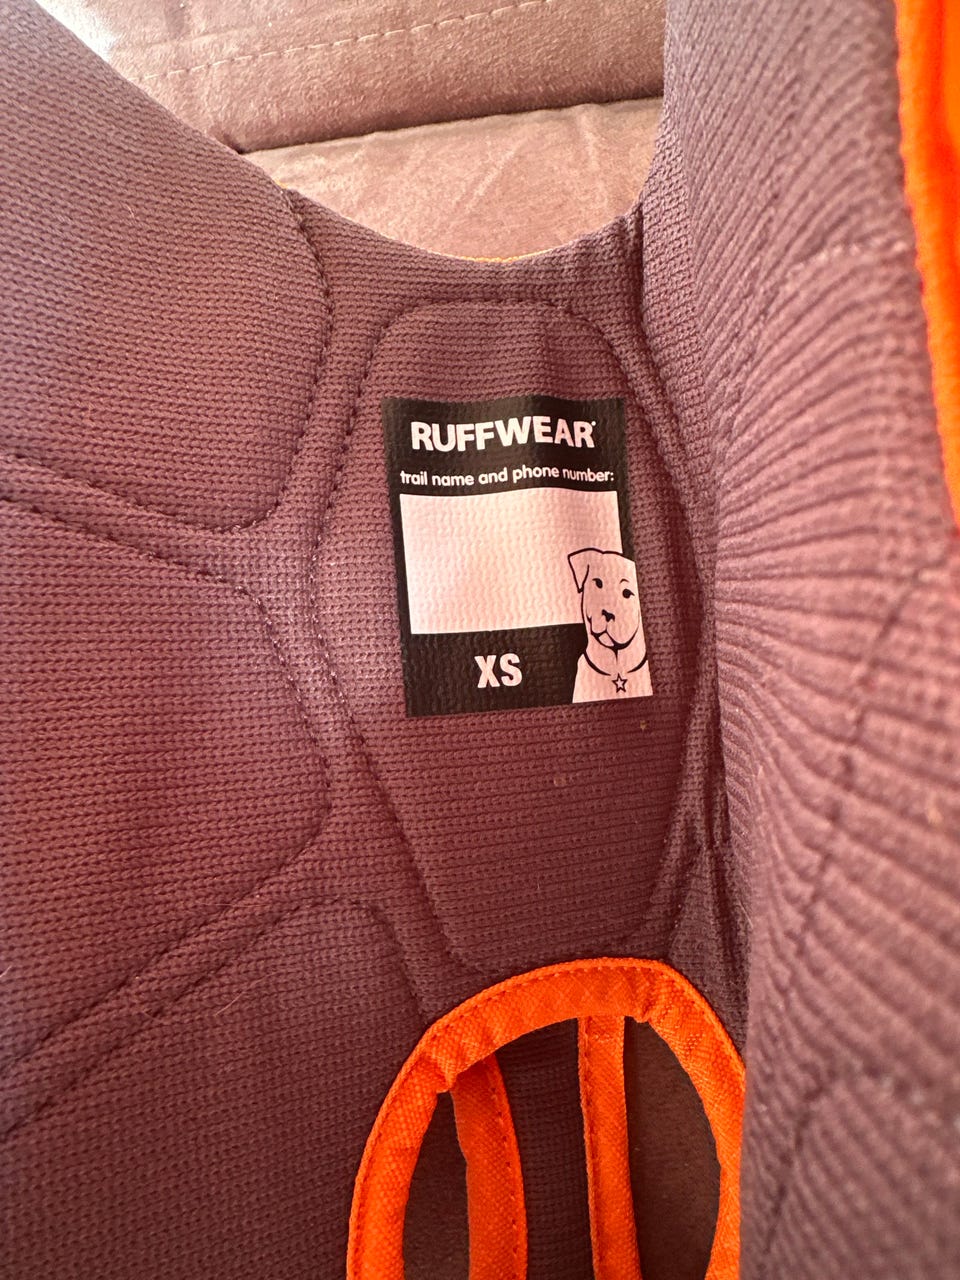 RUFFWEAR
trail name and phone number:
XS